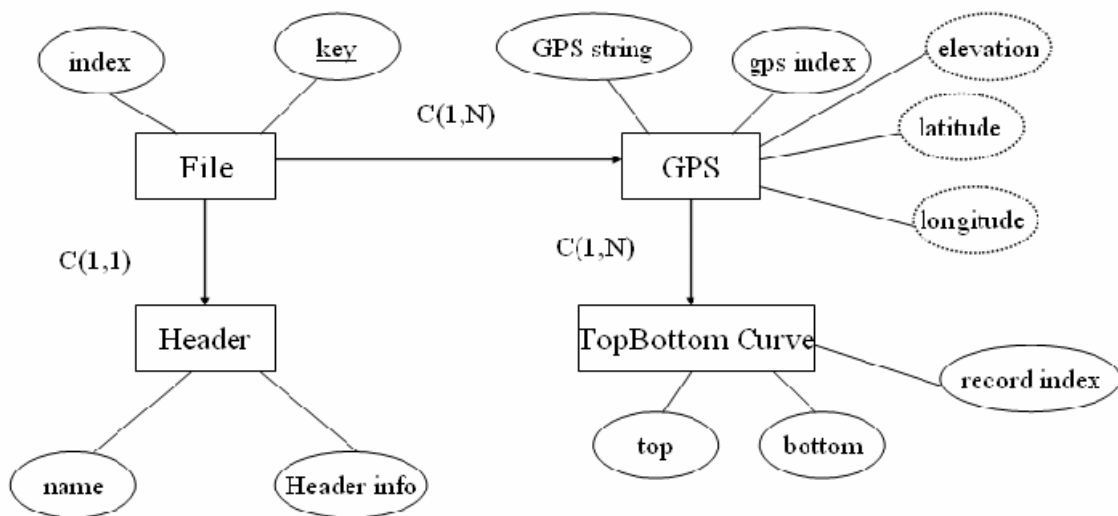 index
key
GPS string
gps index
elevation
C(1,N)
latitude
File
GPS
longitude
C(1,1)
C(1,N)
Header
TopBottom Curve
record index
top
bottom
name
Header info